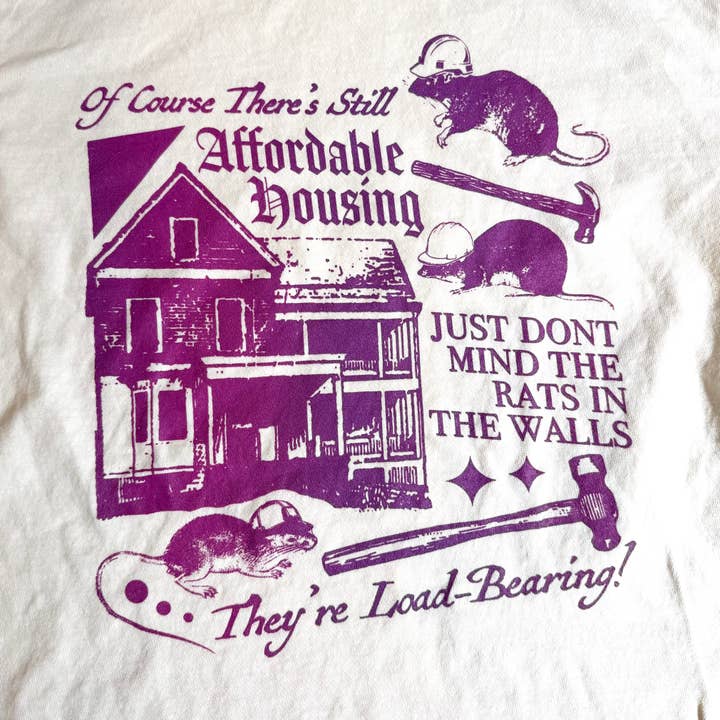 Of Course There's Still
Affordable
Housing
JUST DONT
MIND THE
RATS IN
THE WALLS
They're Load-Bearing!